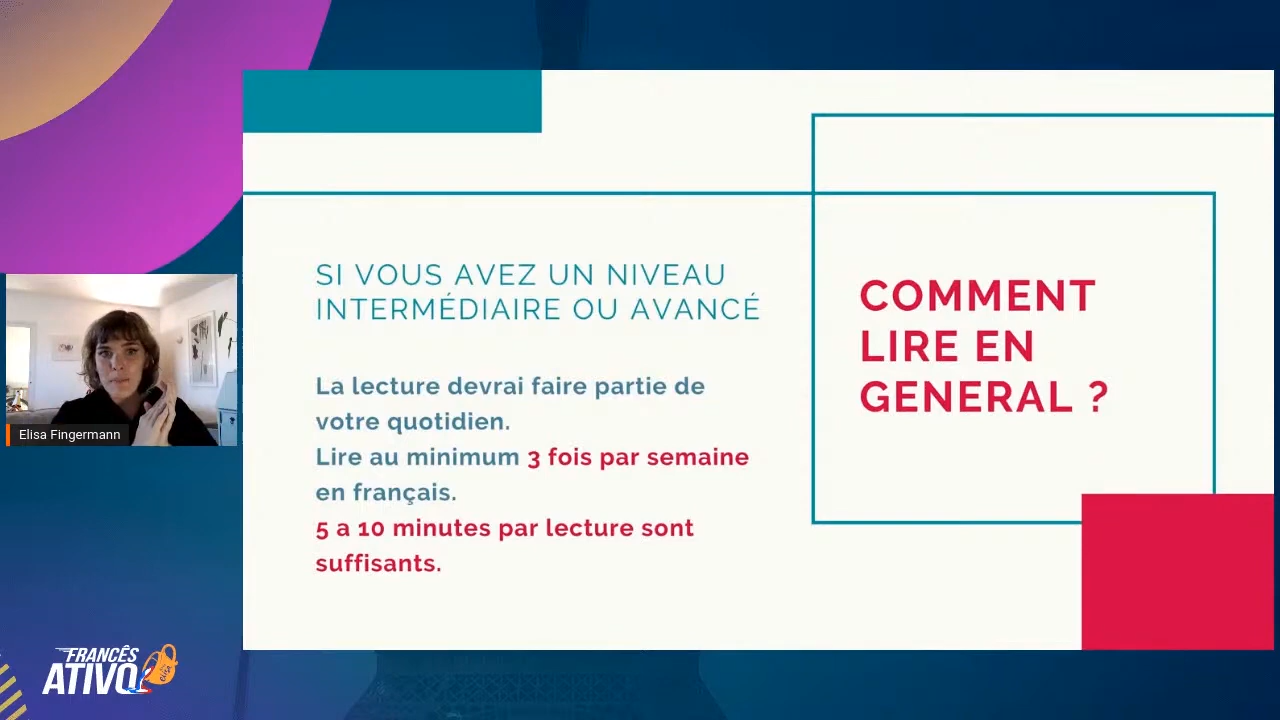 SI VOUS AVEZ UN NIVEAU
INTERMÉDIAIRE OU AVANCÉ
La lecture devrai faire partie de
votre quotidien.
Lire au minimum 3 fois par semaine
en français.
5 a 10 minutes par lecture sont
suffisants.
COMMENT
LIRE EN
GENERAL ?
Elisa Fingermann
FRANCÊS
ATIVO
elisa